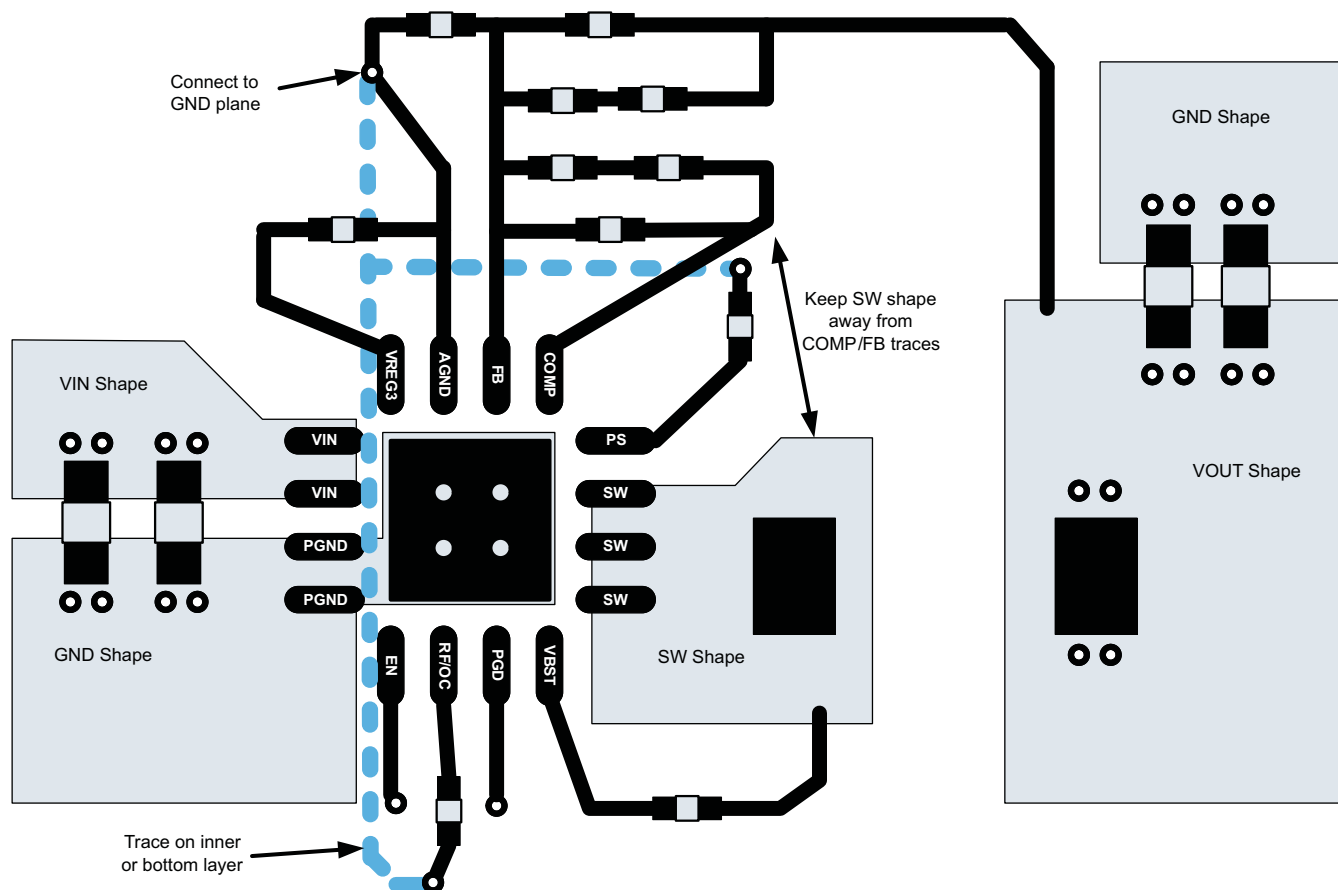 Connect to
GND plane
GND Shape
Keep SW shape
away from
COMP/FB traces
VREG3
AGND
FB
COMP
VIN Shape
VIN
PS
VOUT Shape
VIN
SW
PGND
SW
PGND
SW
GND Shape
SW Shape
EN
RF/OC
PGD
VBST
Trace on inner
or bottom layer